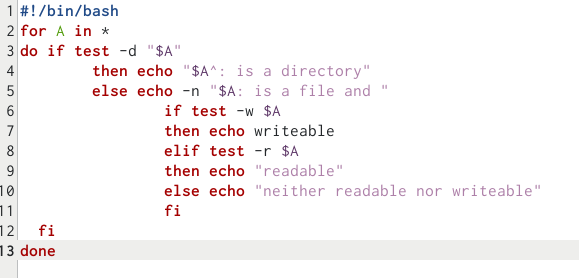 1 #!/bin/bash
2 for A in *
3 do if test -d "$A"
4         then echo "$A^: is a directory"
5         else echo -n "$A: is a file and "
6                 if test -w $A
7                 then echo writeable
8                 elif test -r $A
9                 then echo "readable"
10                 else echo "neither readable nor writeable"
11                 fi
12   fi
13 done